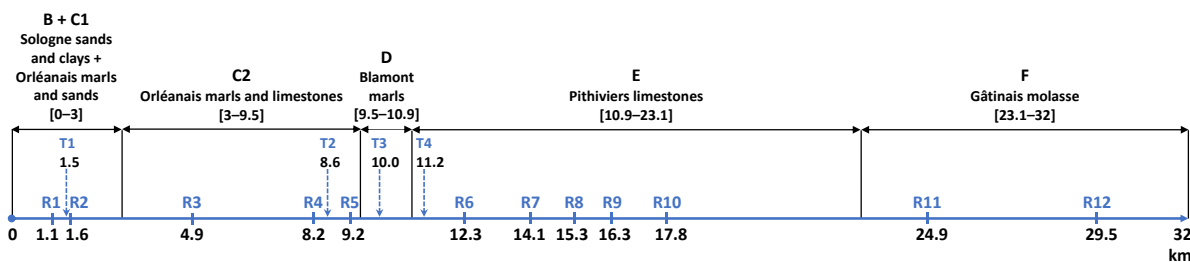 B + C1
Sologne sands
and clays +
Orléanais marls
and sands
[0–3]
C2
Orléanais marls and limestones
[3–9.5]
D
Blamont
marls
[9.5–10.9]
E
Pithiviers limestones
[10.9–23.1]
F
Gâtinais molasse
[23.1–32]
T1 T2 T3 T4
1.5 8.6 10.0 11.2
R1 R2 R3 R4 R5 R6 R7 R8 R9 R10 R11 R12
0 1.1 1.6 4.9 8.2 9.2 12.3 14.1 15.3 16.3 17.8 24.9 29.5 32
km